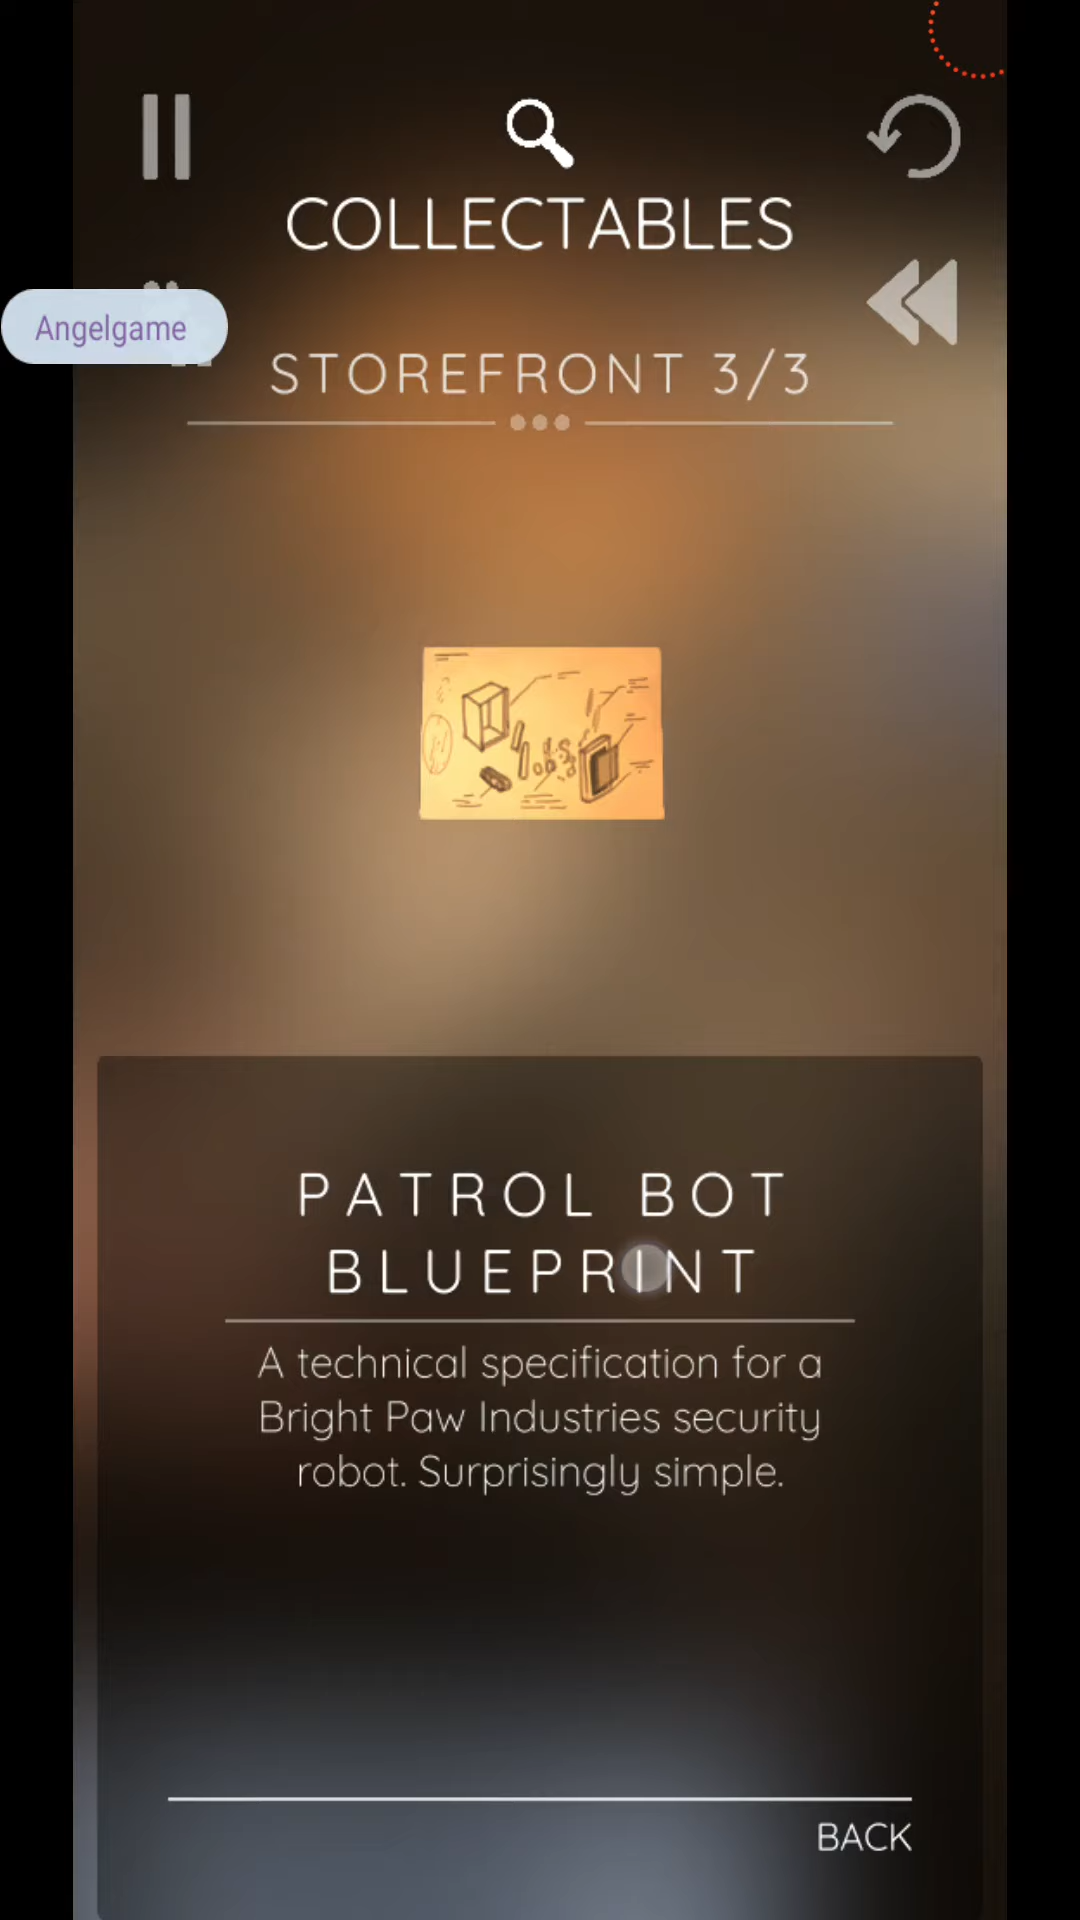 COLLECTABLES
Angelgame
STOREFRONT 3/3
PATROL BOT
BLUEPRINT
A technical specification for a
Bright Paw Industries security
robot. Surprisingly simple.
BACK